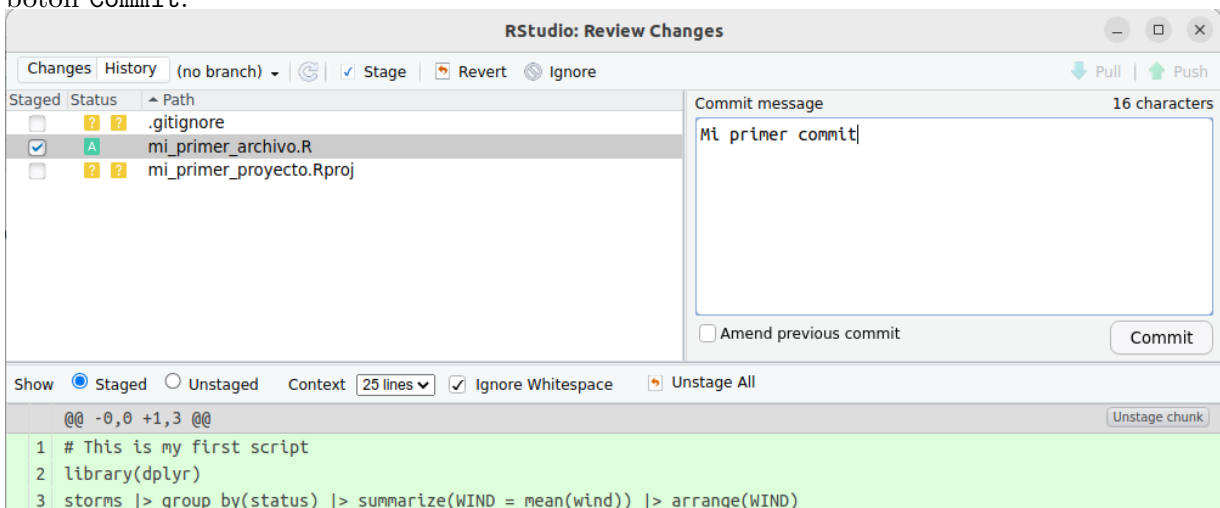 botón Commit.
RStudio: Review Changes
Changes History (no branch) Stage Revert Ignore Pull Push
Staged Status Path
Commit message 16 characters
? ? .gitignore
A mi_primer_archivo.R
? ? mi_primer_proyecto.Rproj
Mi primer commit
Amend previous commit
Commit
Show Staged Unstaged Context 25 lines Ignore Whitespace Unstage All
@@ -0,0 +1,3 @@ Unstage chunk
1 # This is my first script
2 library(dplyr)
3 storms |> group_by(status) |> summarize(WIND = mean(wind)) |> arrange(WIND)